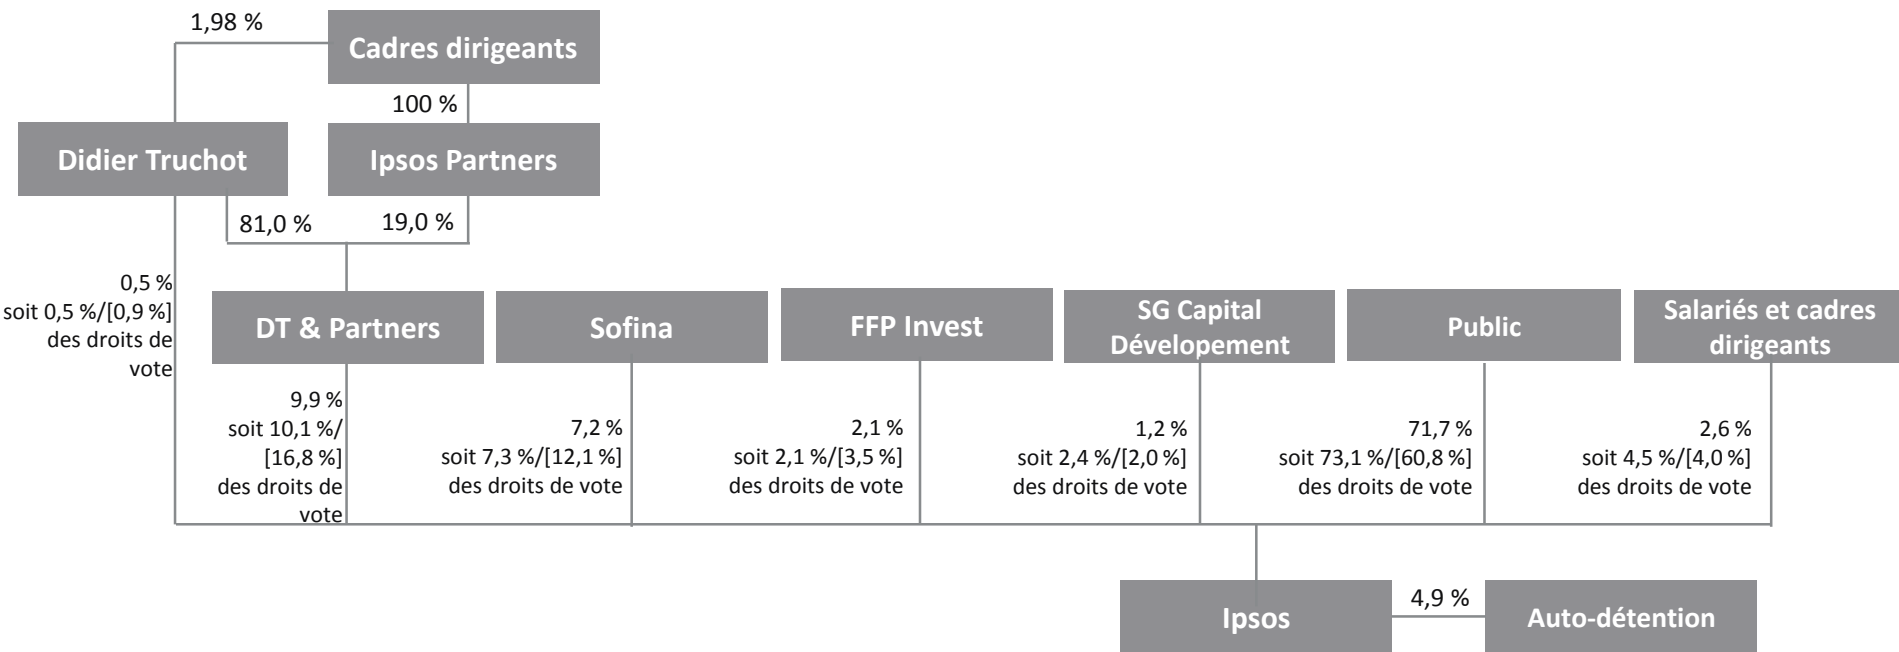 1,98 %
Cadres dirigeants
100 %
Didier Truchot
Ipsos Partners
81,0 %
19,0 %
0,5 %
soit 0,5 %/[0,9 %]
des droits de
vote
DT & Partners
Sofina
FFP Invest
SG Capital
Dévelopement
Public
Salariés et cadres
dirigeants
9,9 %
soit 10,1 %/
[16,8 %]
des droits de
vote
7,2 %
soit 7,3 %/[12,1 %]
des droits de vote
2,1 %
soit 2,1 %/[3,5 %]
des droits de vote
1,2 %
soit 2,4 %/[2,0 %]
des droits de vote
71,7 %
soit 73,1 %/[60,8 %]
des droits de vote
2,6 %
soit 4,5 %/[4,0 %]
des droits de vote
Ipsos
4,9 %
Auto-détention